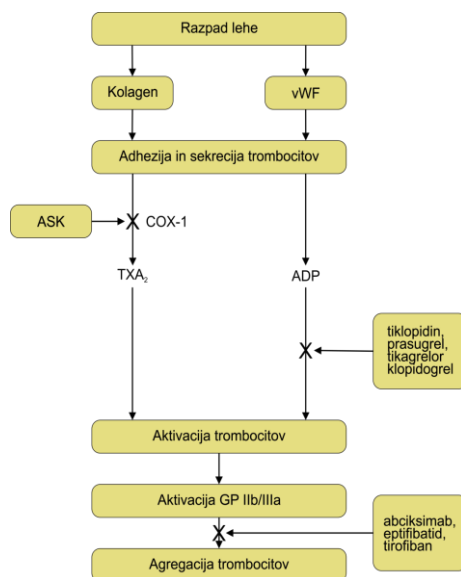 Razpad lehe
Kolagen
vWF
Adhezija in sekrecija trombocitov
ASK
COX-1
TXA₂
ADP
tiklopidin,
prasugrel,
tikagrelor
klopidogrel
Aktivacija trombocitov
Aktivacija GP IIb/IIIa
abciksimab,
eptifibatid,
tirofiban
Agregacija trombocitov